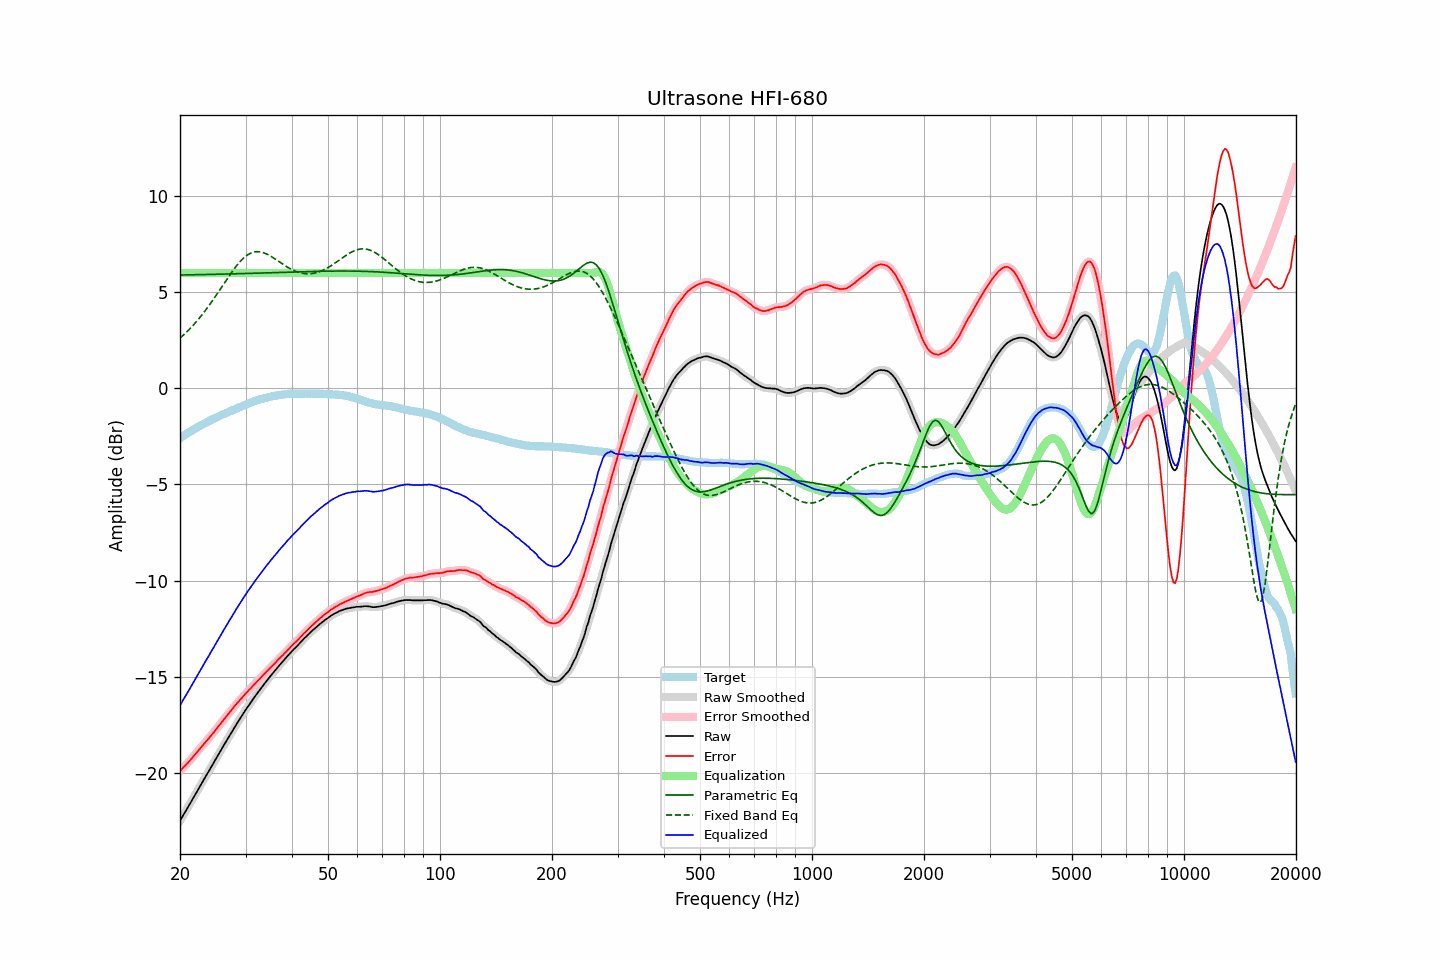 Ultrasone HFI-680
Amplitude (dBr)
10
5
0
−5
−10
−15
−20
Target
Raw Smoothed
Error Smoothed
Raw
Error
Equalization
Parametric Eq
Fixed Band Eq
Equalized
20 50 100 200 500 1000 2000 5000 10000 20000
Frequency (Hz)